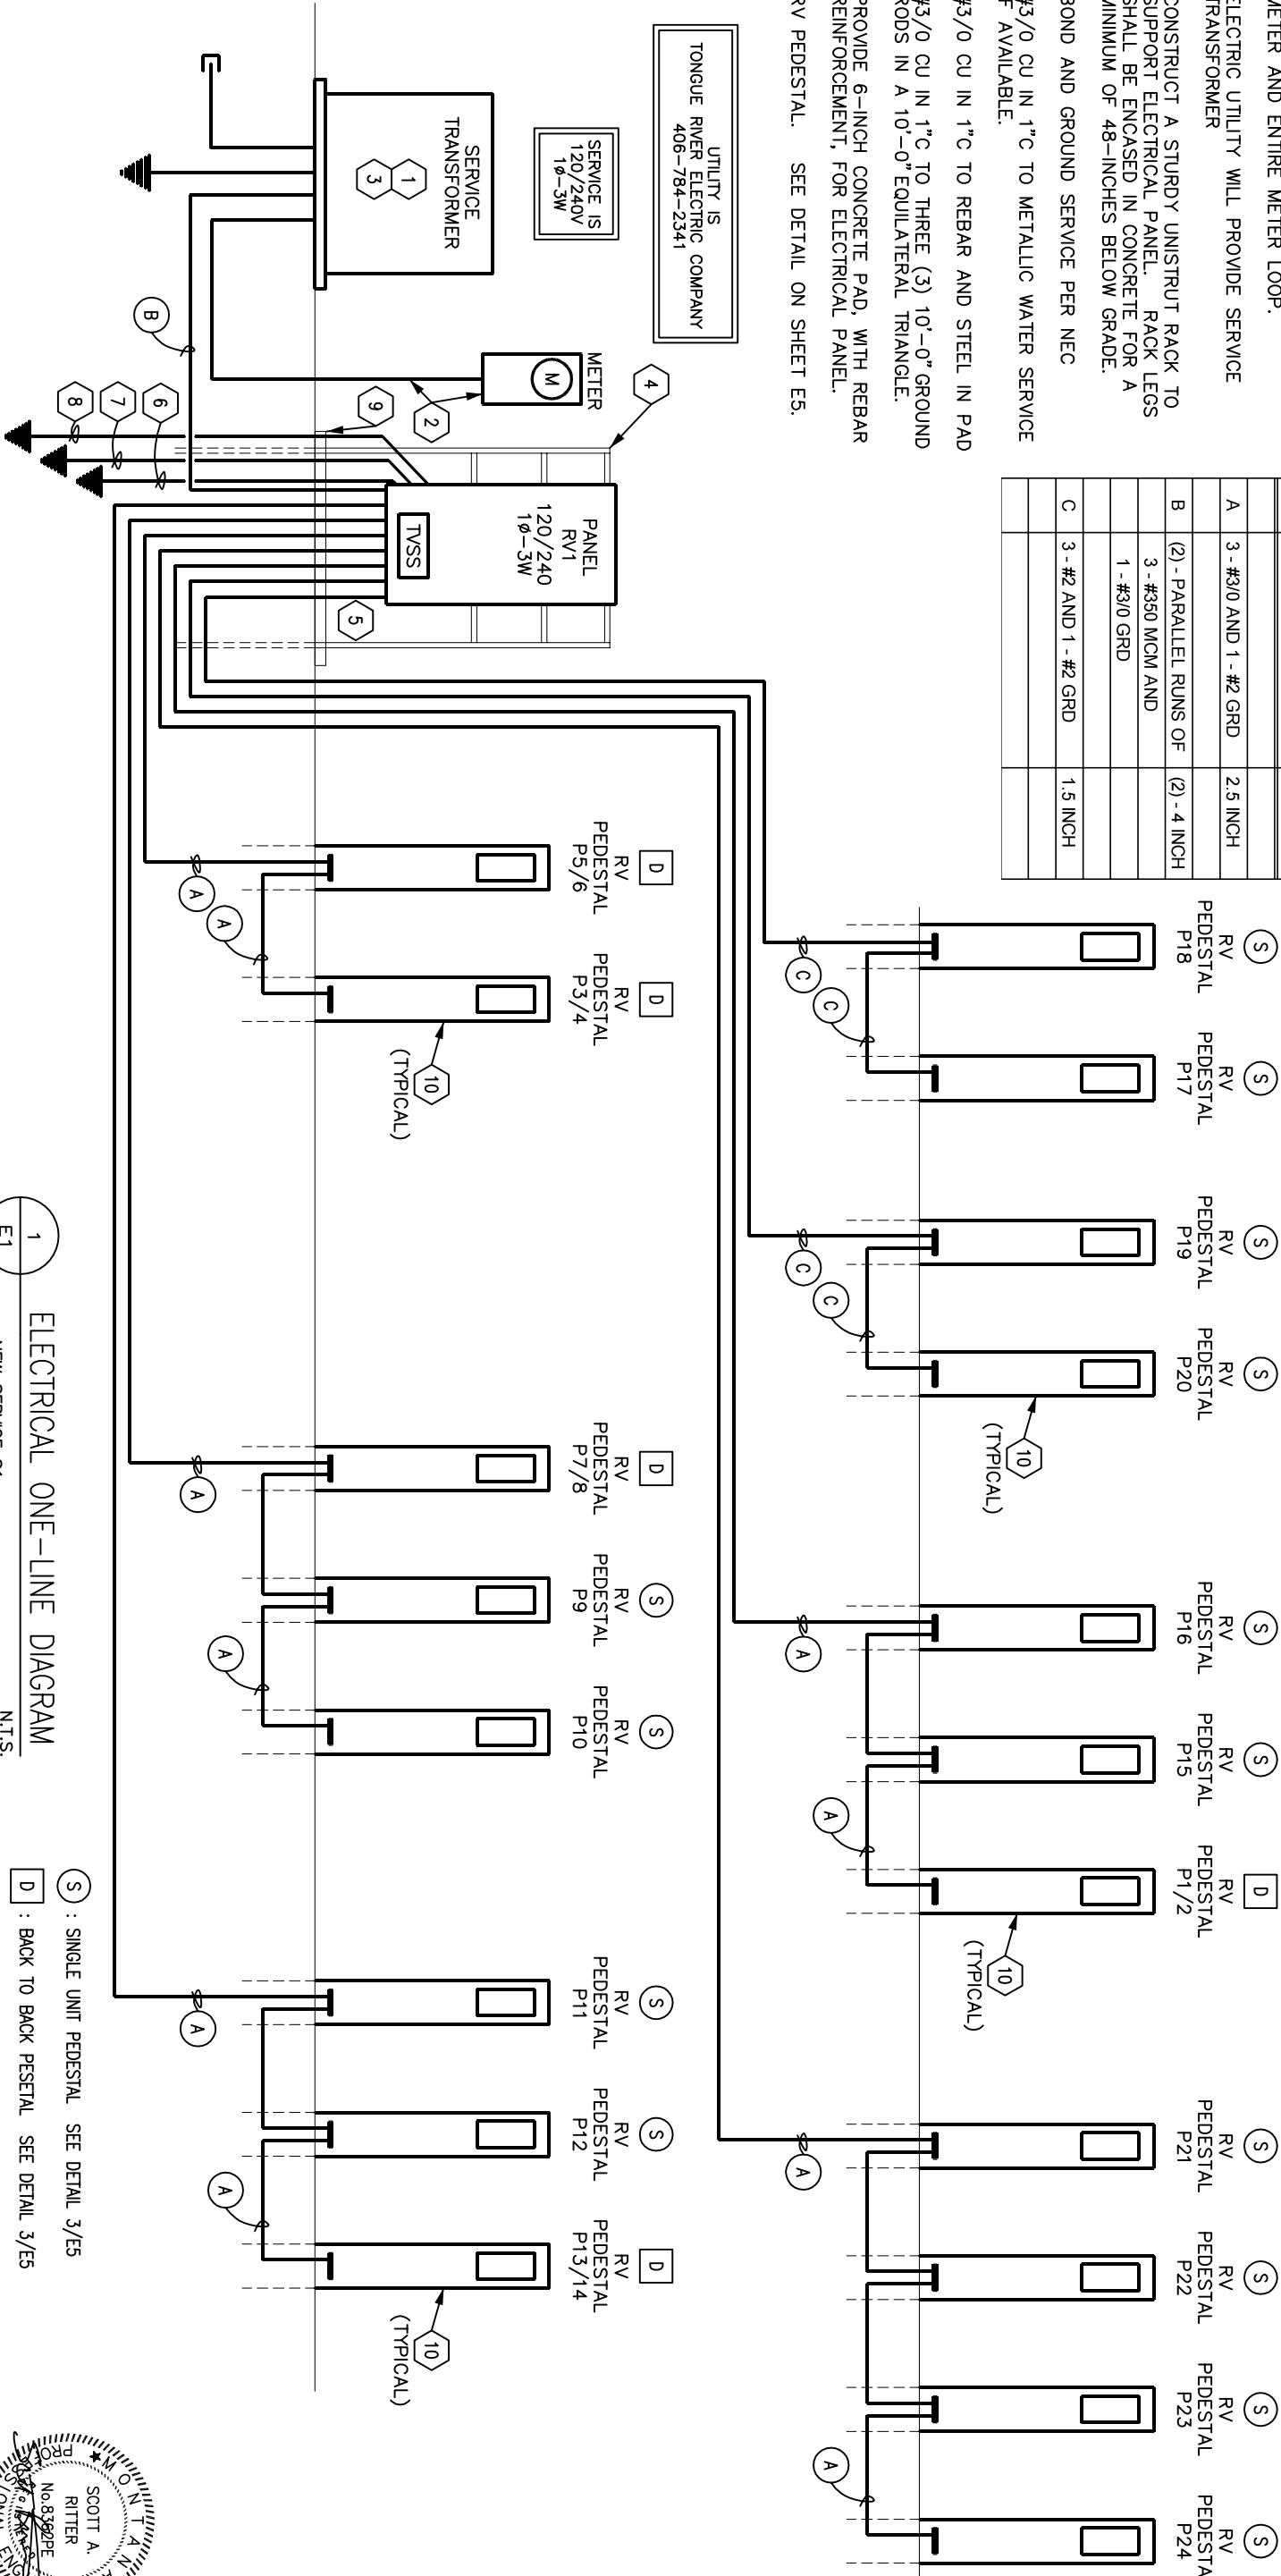 METER AND ENTIRE METER LOOP.
ELECTRIC UTILITY WILL PROVIDE SERVICE
TRANSFORMER
CONSTRUCT A STURDY UNISTRUT RACK TO
SUPPORT ELECTRICAL PANEL. RACK LEGS
SHALL BE ENCASED IN CONCRETE FOR A
MINIMUM OF 48-INCHES BELOW GRADE.
BOND AND GROUND SERVICE PER NEC
#3/0 CU IN 1"C TO METALLIC WATER SERVICE
IF AVAILABLE.
#3/0 CU IN 1"C TO REBAR AND STEEL IN PAD
#3/0 CU IN 1"C TO THREE (3) 10'-0" GROUND
RODS IN A 10'-0" EQUILATERAL TRIANGLE.
PROVIDE 6-INCH CONCRETE PAD, WITH REBAR
REINFORCEMENT, FOR ELECTRICAL PANEL.
RV PEDESTAL. SEE DETAIL ON SHEET E5.
A 3 - #3/0 AND 1 - #2 GRD 2.5 INCH
B (2) - PARALLEL RUNS OF (2) - 4 INCH
3 - #350 MCM AND
1 - #3/0 GRD
C 3 - #2 AND 1 - #2 GRD 1.5 INCH
S S S S S S D S S S S
RV PEDESTAL P18
RV PEDESTAL P17
RV PEDESTAL P19
RV PEDESTAL P20
RV PEDESTAL P16
RV PEDESTAL P15
RV PEDESTAL P1/2
RV PEDESTAL P21
RV PEDESTAL P22
RV PEDESTAL P23
RV PEDESTA P24
10
(TYPICAL)
10
(TYPICAL)
C C C C A A A A
UTILITY IS
TONGUE RIVER ELECTRIC COMPANY
406-784-2341
SERVICE IS
120/240V
1ø-3W
SERVICE
TRANSFORMER
1
3
METER
M
4
2
9
B
6
7
8
PANEL
RV1
120/240
1ø-3W
TVSS
5
D D D S S S S D
RV PEDESTAL P5/6
RV PEDESTAL P3/4
RV PEDESTAL P7/8
RV PEDESTAL P9
RV PEDESTAL P10
RV PEDESTAL P11
RV PEDESTAL P12
RV PEDESTAL P13/14
10
(TYPICAL)
10
(TYPICAL)
A A A A A A
1
E1
ELECTRICAL ONE-LINE DIAGRAM
N.T.S.
S : SINGLE UNIT PEDESTAL SEE DETAIL 3/E5
D : BACK TO BACK PESETAL SEE DETAIL 3/E5
MONTAN
SCOTT A.
RITTER